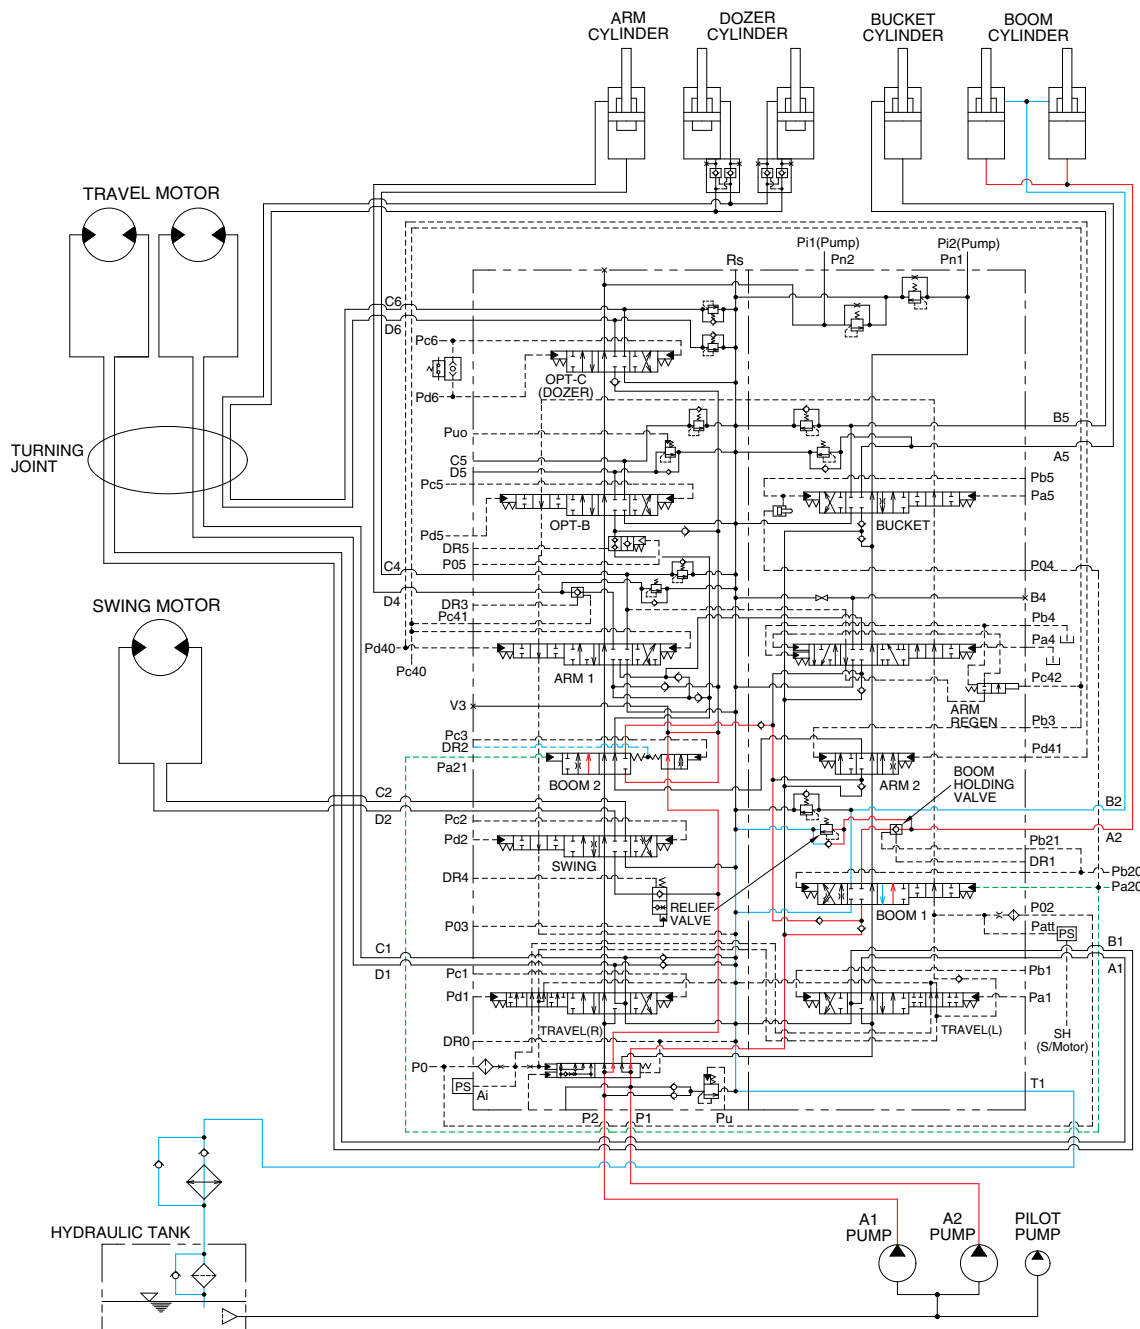 ARM
CYLINDER
DOZER
CYLINDER
BUCKET
CYLINDER
BOOM
CYLINDER
TRAVEL MOTOR
TURNING
JOINT
SWING MOTOR
Pi1(Pump)
Pn2
Pi2(Pump)
Pn1
Rs
C6
D6
Pc6
Pd6
OPT-C
(DOZER)
Puo
C5
D5
Pc5
Pd5
OPT-B
DR5
P05
B5
A5
Pb5
Pa5
BUCKET
P04
C4
D4
DR3
Pc41
Pd40
Pc40
ARM 1
B4
Pb4
Pa4
Pc42
ARM
REGEN
V3
Pc3
DR2
Pa21
BOOM 2
Pb3
Pd41
ARM 2
BOOM
HOLDING
VALVE
C2
D2
Pc2
Pd2
SWING
B2
A2
Pb21
DR1
Pb20
Pa20
BOOM 1
DR4
RELIEF
VALVE
P03
P02
Patt
PS
C1
D1
Pc1
Pd1
TRAVEL(R)
B1
A1
Pb1
Pa1
TRAVEL(L)
SH
(S/Motor)
DR0
P0
PS
Ai
P2
P1
Pu
T1
HYDRAULIC TANK
A1
PUMP
A2
PUMP
PILOT
PUMP